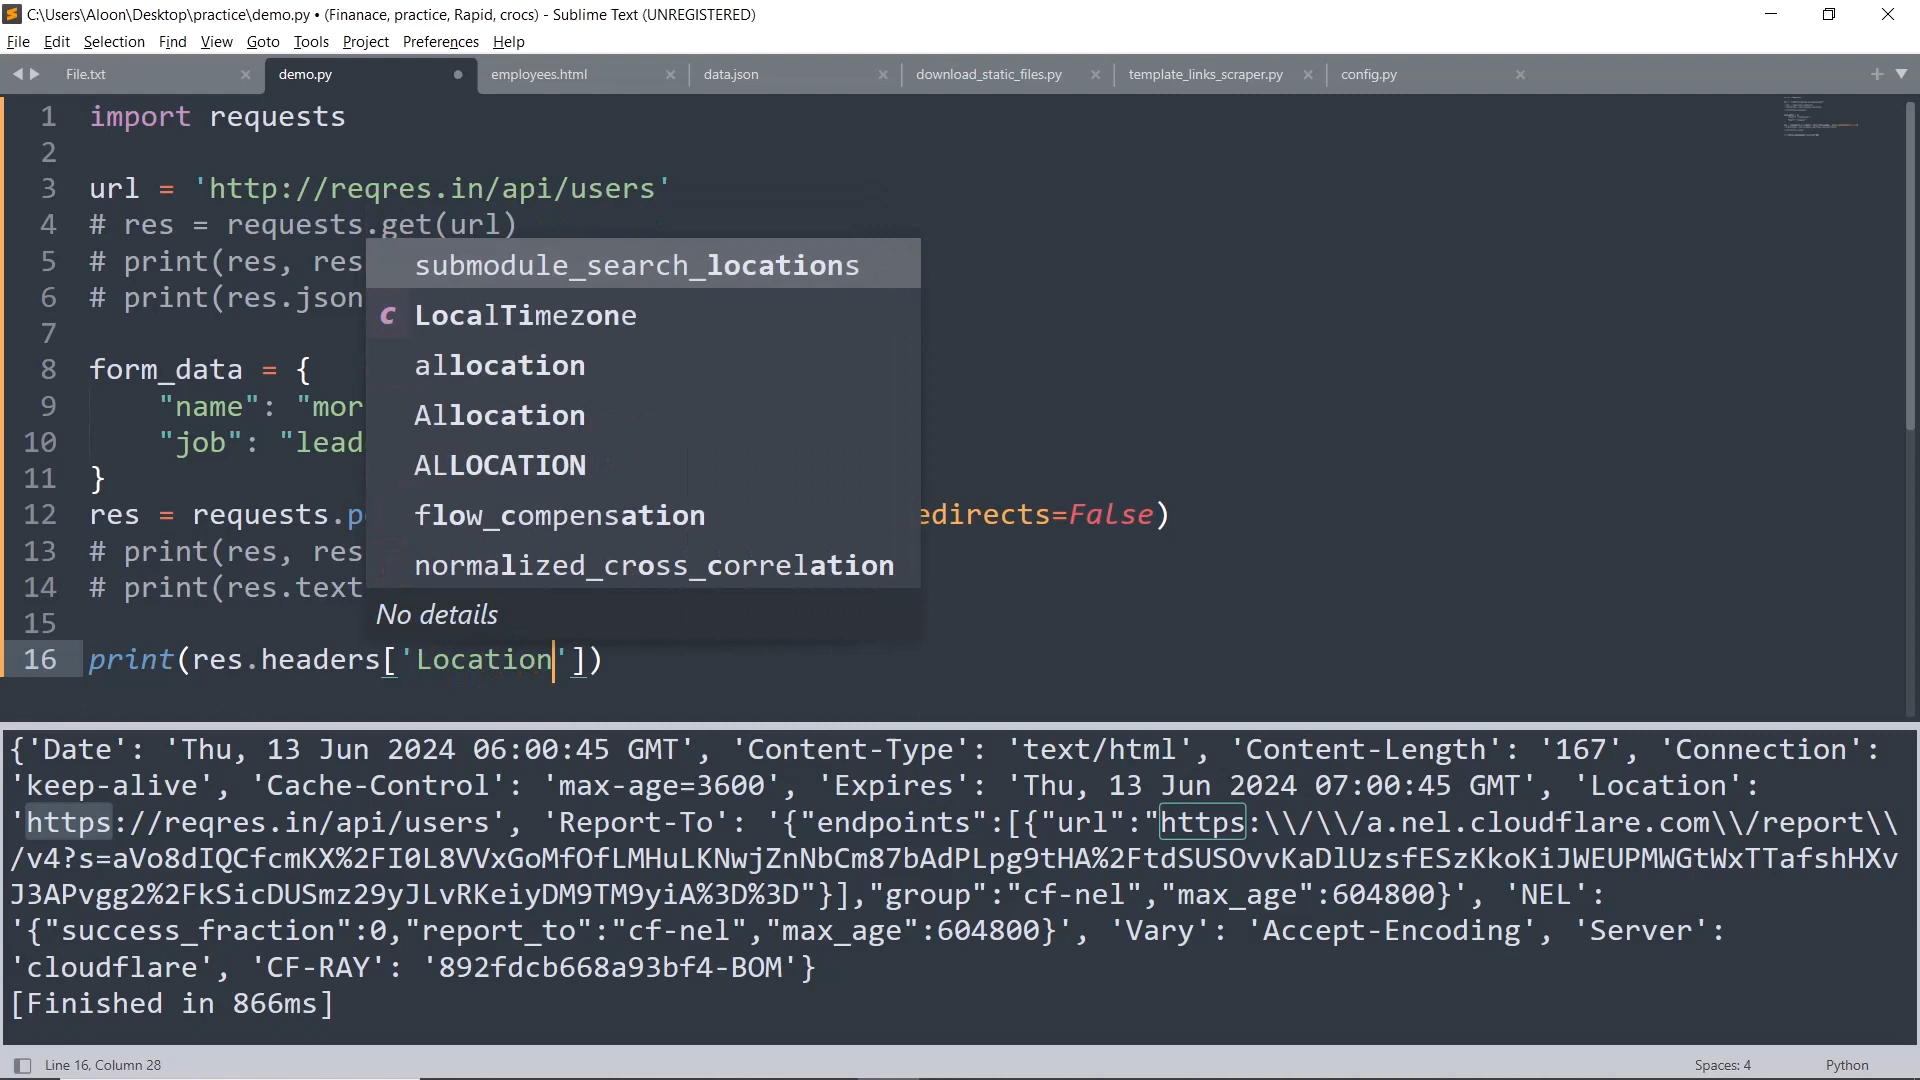 C:\Users\Aloon\Desktop\practice\demo.py • (Finanace, practice, Rapid, crocs) - Sublime Text (UNREGISTERED)
File Edit Selection Find View Goto Tools Project Preferences Help
File.txt demo.py employees.html data.json download_static_files.py template_links_scraper.py config.py
1 import requests
2
3 url = 'http://reqres.in/api/users'
4 # res = requests.get(url)
5 # print(res, res
6 # print(res.json
7
8 form_data = {
9 "name": "mor
10 "job": "lead
11 }
12 res = requests.p edirects=False)
13 # print(res, res
14 # print(res.text
15
16 print(res.headers['Location'])
submodule_search_locations
c LocalTimezone
allocation
Allocation
ALLOCATION
flow_compensation
normalized_cross_correlation
No details
{'Date': 'Thu, 13 Jun 2024 06:00:45 GMT', 'Content-Type': 'text/html', 'Content-Length': '167', 'Connection':
'keep-alive', 'Cache-Control': 'max-age=3600', 'Expires': 'Thu, 13 Jun 2024 07:00:45 GMT', 'Location':
'https://reqres.in/api/users', 'Report-To': '{"endpoints":[{"url":"https:\\/\\/a.nel.cloudflare.com\\/report\\
/v4?s=aVo8dIQCfcmKX%2FI0L8VVxGoMfOfLMHuLKNwjZnNbCm87bAdPLpg9tHA%2FtdSUSOvvKaDlUzsfESzKkoKiJWEUPMWGtWxTTafshHXv
J3APvgg2%2FkSicDUSmz29yJLvRKeiyDM9TM9yiA%3D%3D"}],"group":"cf-nel","max_age":604800}', 'NEL':
'{"success_fraction":0,"report_to":"cf-nel","max_age":604800}', 'Vary': 'Accept-Encoding', 'Server':
'cloudflare', 'CF-RAY': '892fdcb668a93bf4-BOM'}
[Finished in 866ms]
Line 16, Column 28 Spaces: 4 Python